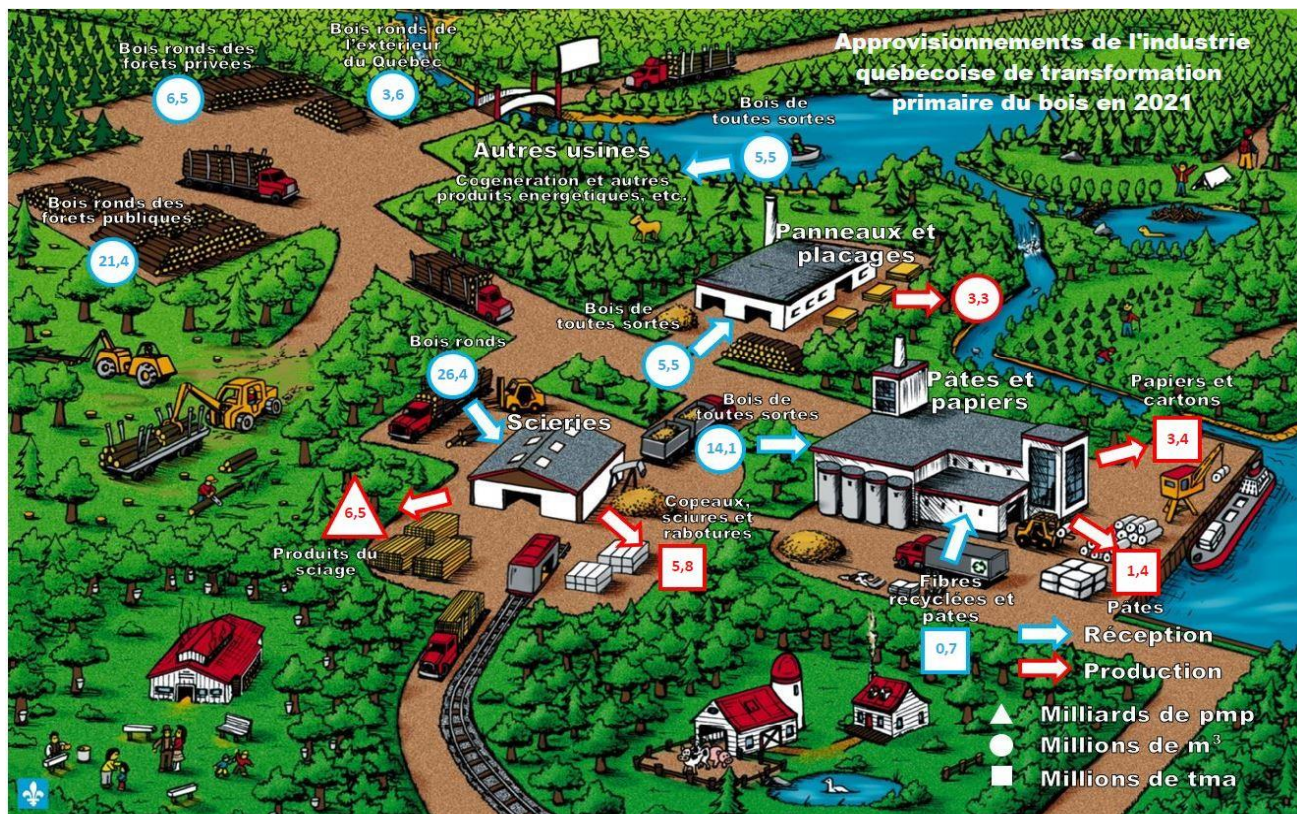 Approvisionnements de l'industrie
québécoise de transformation
primaire du bois en 2021
Bois ronds des
forêts privées
6,5
Bois ronds de
l'extérieur
du Québec
3,6
Bois de
toutes sortes
5,5
Autres usines
Cogénération et autres
produits énergétiques, etc.
Bois ronds des
forêts publiques
21,4
Panneaux et
placages
3,3
Bois de
toutes sortes
5,5
Bois ronds
26,4
Scieries
Bois de
toutes sortes
14,1
Pâtes et
papiers
Papiers et
cartons
3,4
6,5
Produits du
sciage
Copeaux,
sciures et
rabotures
5,8
1,4
Pâtes
Fibres
recyclées et
pâtes
0,7
Réception
Production
Milliards de pmp
Millions de m³
Millions de tma